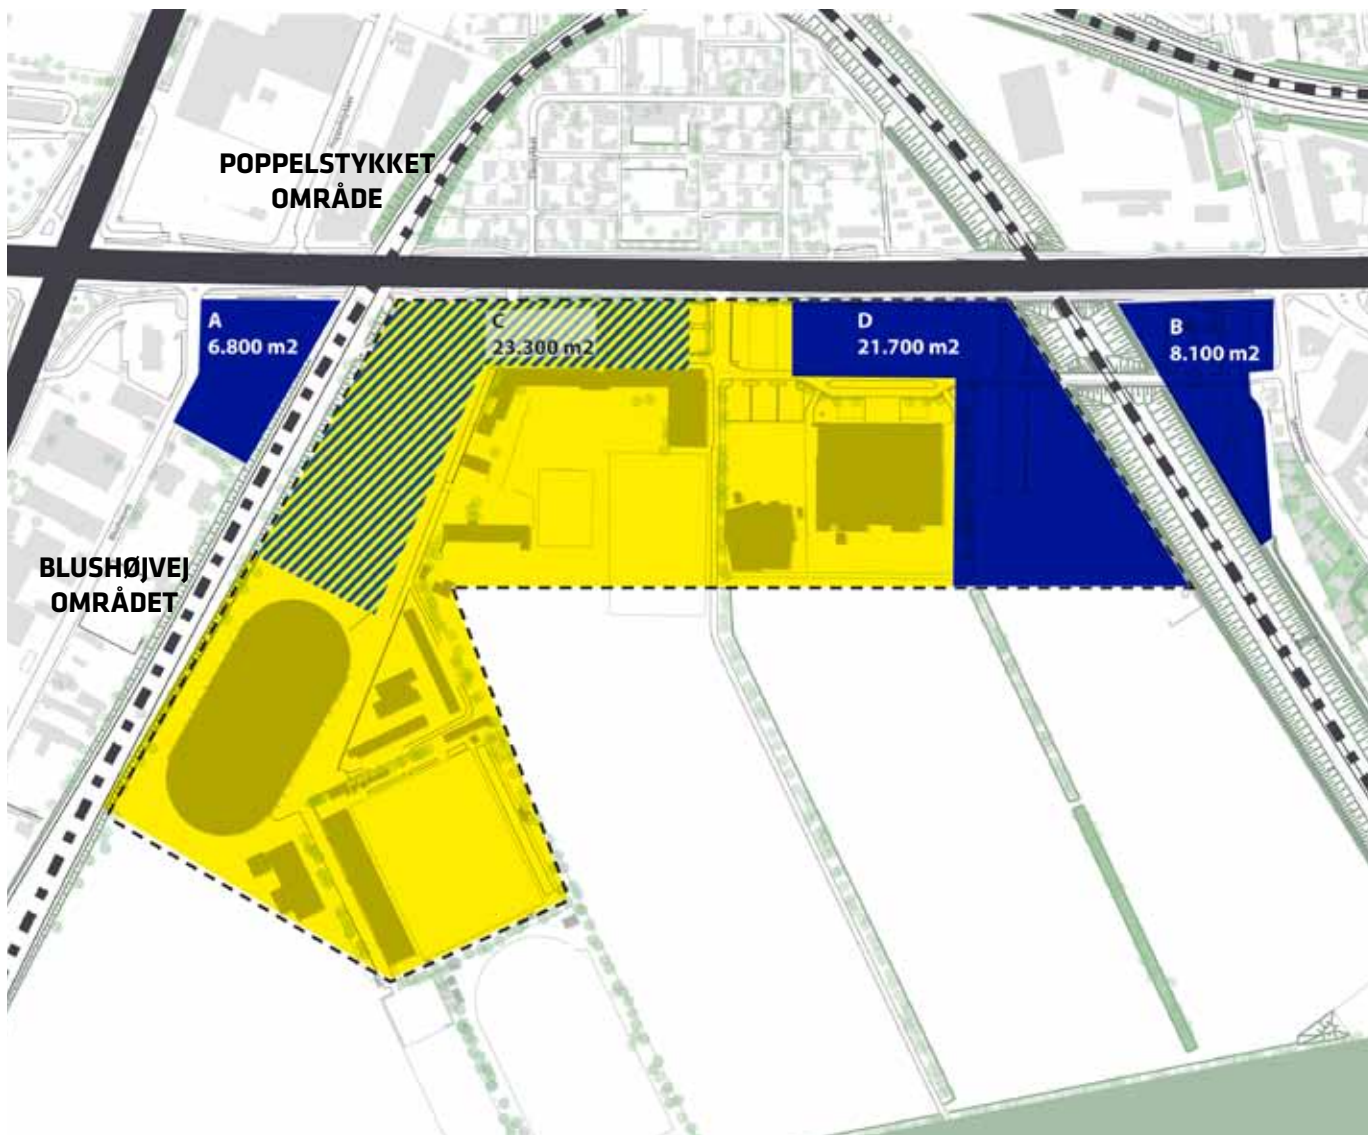 POPPELSTYKKET
OMRÅDE
A
6.800 m2
C
23.300 m2
D
21.700 m2
B
8.100 m2
BLUSHØJVEJ
OMRÅDET